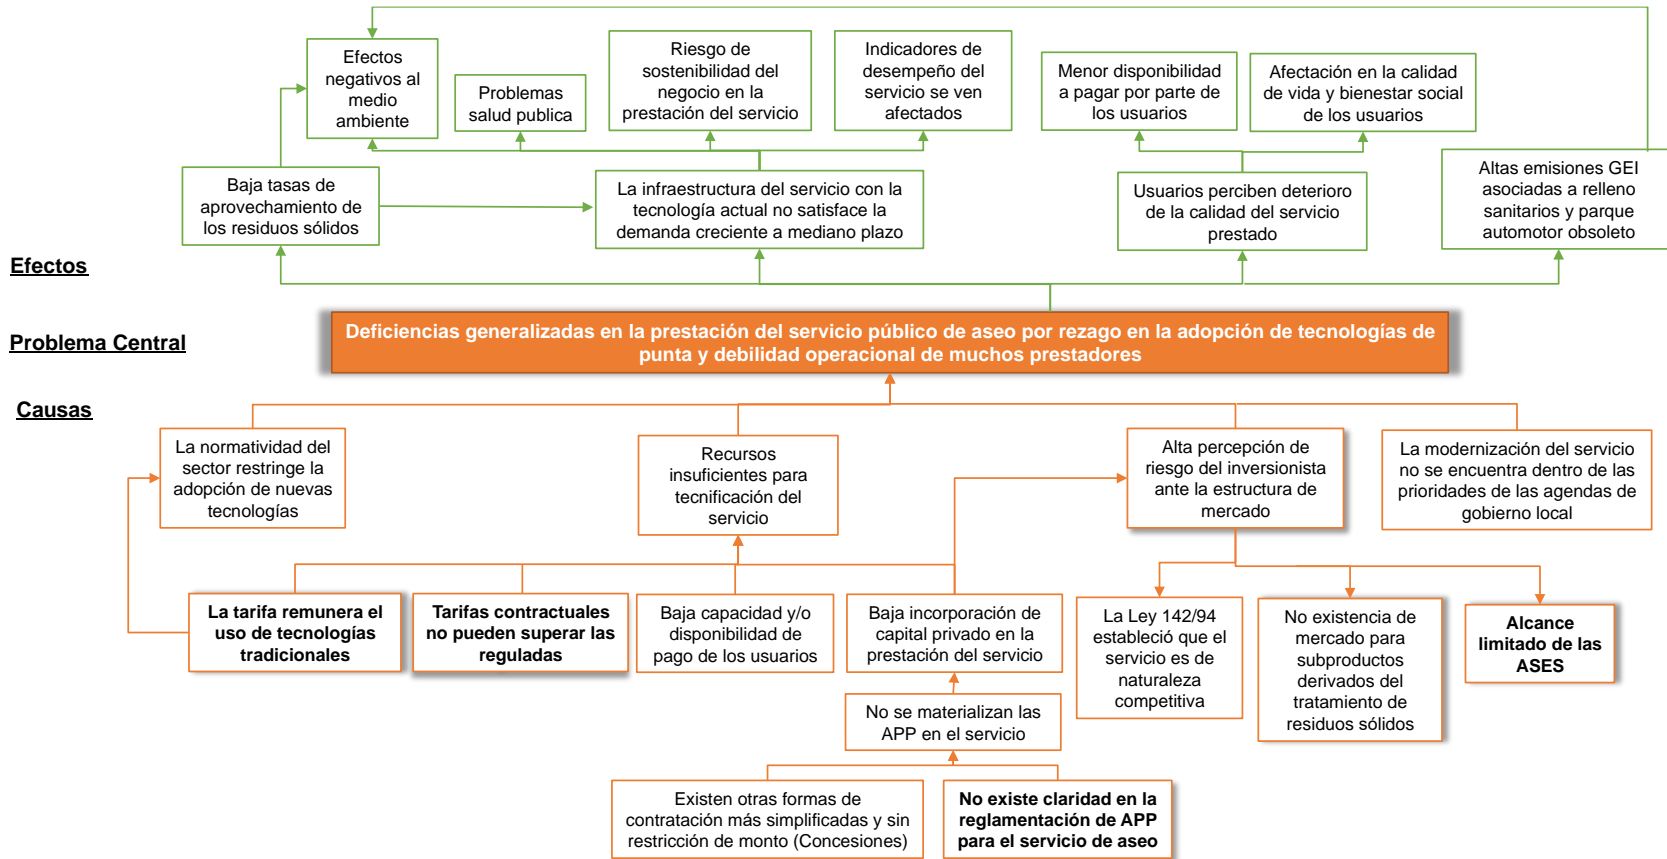 Efectos
negativos al
medio
ambiente
Problemas
salud publica
Riesgo de
sostenibilidad del
negocio en la
prestación del servicio
Indicadores de
desempeño del
servicio se ven
afectados
Menor disponibilidad
a pagar por parte de
los usuarios
Afectación en la calidad
de vida y bienestar social
de los usuarios
Baja tasas de
aprovechamiento de
los residuos sólidos
La infraestructura del servicio con la
tecnología actual no satisface la
demanda creciente a mediano plazo
Usuarios perciben deterioro
de la calidad del servicio
prestado
Altas emisiones GEI
asociadas a relleno
sanitarios y parque
automotor obsoleto
Efectos
Problema Central
Deficiencias generalizadas en la prestación del servicio público de aseo por rezago en la adopción de tecnologías de
punta y debilidad operacional de muchos prestadores
Causas
La normatividad del
sector restringe la
adopción de nuevas
tecnologías
Recursos
insuficientes para
tecnificación del
servicio
Alta percepción de
riesgo del inversionista
ante la estructura de
mercado
La modernización del servicio
no se encuentra dentro de las
prioridades de las agendas de
gobierno local
La tarifa remunera el
uso de tecnologías
tradicionales
Tarifas contractuales
no pueden superar las
reguladas
Baja capacidad y/o
disponibilidad de
pago de los usuarios
Baja incorporación de
capital privado en la
prestación del servicio
La Ley 142/94
estableció que el
servicio es de
naturaleza
competitiva
No existencia de
mercado para
subproductos
derivados del
tratamiento de
residuos sólidos
Alcance
limitado de las
ASES
No se materializan las
APP en el servicio
Existen otras formas de
contratación más simplificadas y sin
restricción de monto (Concesiones)
No existe claridad en la
reglamentación de APP
para el servicio de aseo